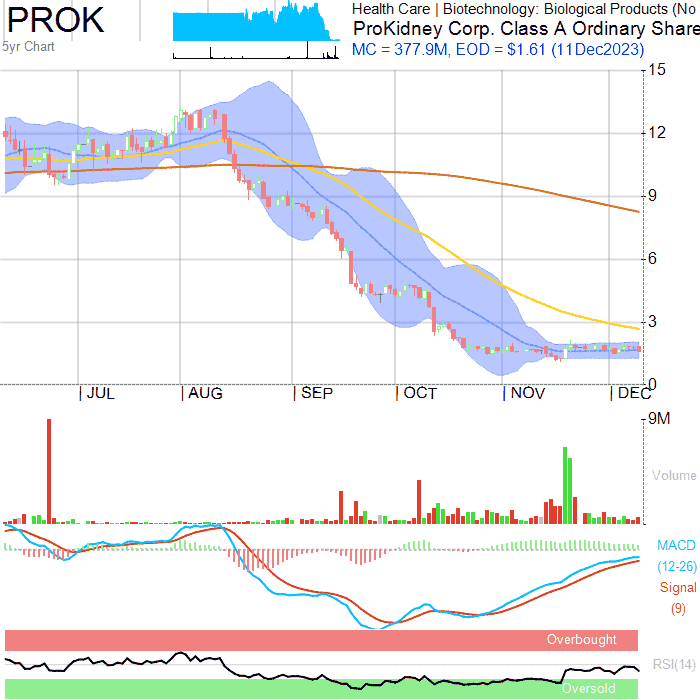 PROK
5yr Chart
Health Care | Biotechnology: Biological Products (No
ProKidney Corp. Class A Ordinary Share
MC = 377.9M, EOD = $1.61 (11Dec2023)
15
12
9
6
3
0
JUL
AUG
SEP
OCT
NOV
DEC
9M
Volume
MACD
(12-26)
Signal
(9)
Overbought
RSI(14)
Oversold